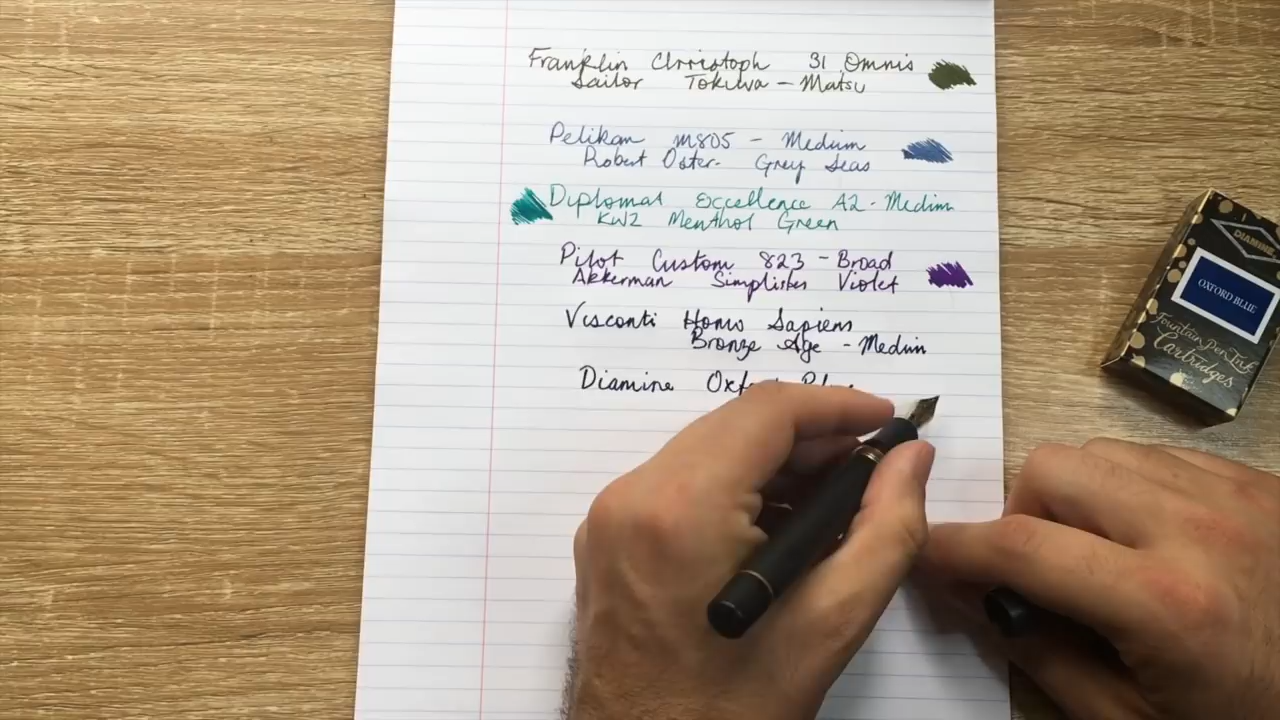 Franklin Christoph 31 Omnis
Sailor Tokiwa - Matsu
Pelikan M805 - Medium
Robert Oster - Grey Seas
Diplomat Excellence A2 - Medium
KWZ Menthol Green
Pilot Custom 823 - Broad
Akkerman Simplisties Violet
Visconti Homo Sapiens
Bronze Age - Medium
Diamine
DIAMINE
OXFORD BLUE
Fountain Pen Ink
Cartridges